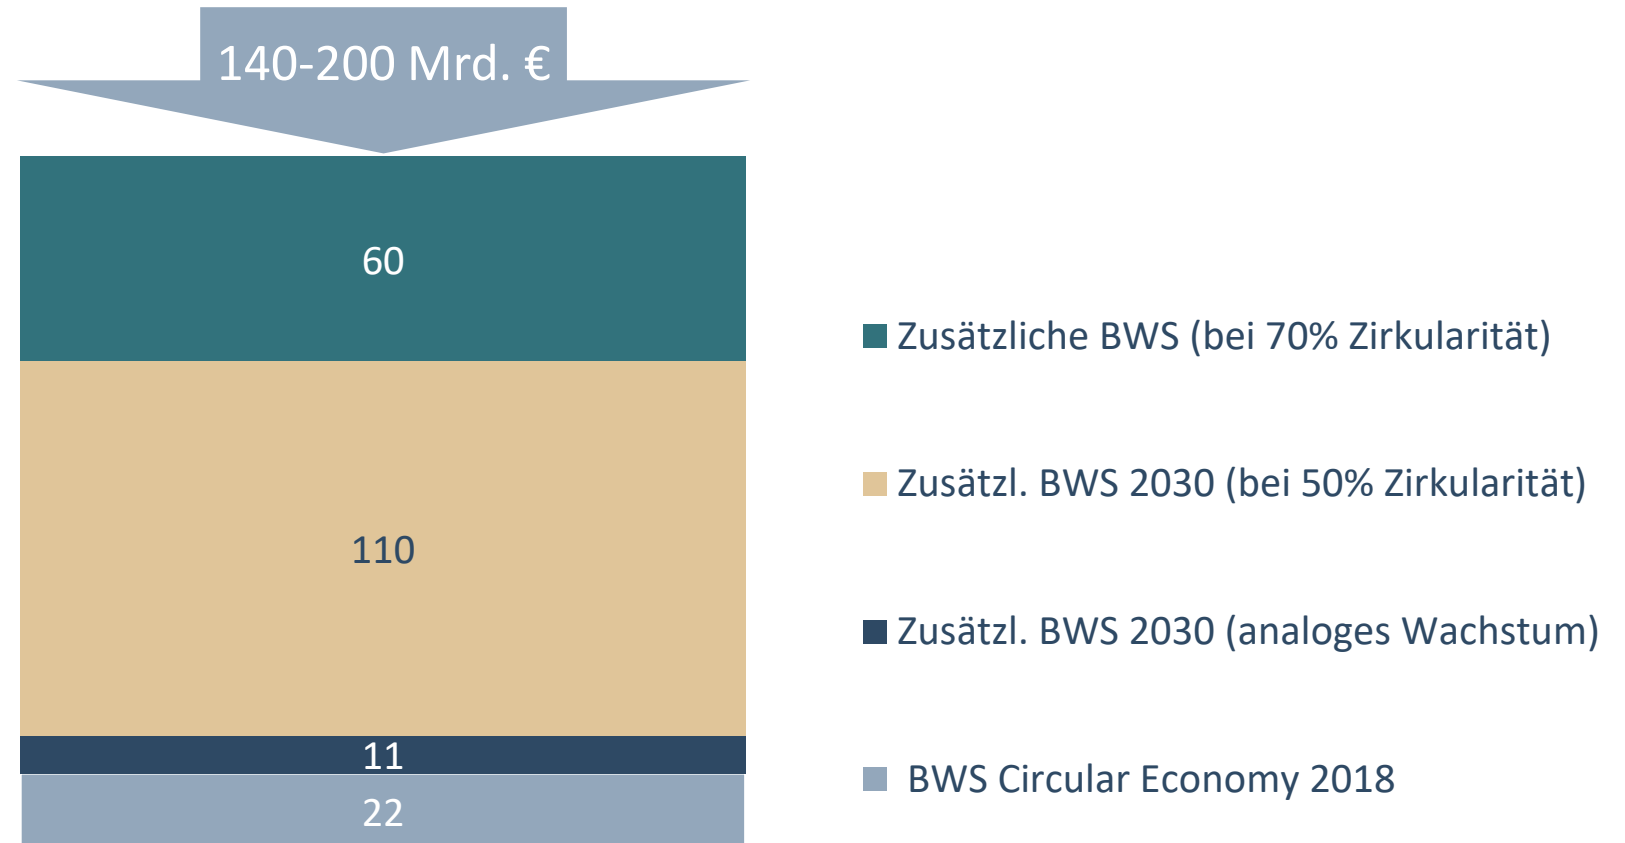 140-200 Mrd. €
60
110
11
22
Zusätzliche BWS (bei 70% Zirkularität)
Zusätzl. BWS 2030 (bei 50% Zirkularität)
Zusätzl. BWS 2030 (analoges Wachstum)
BWS Circular Economy 2018